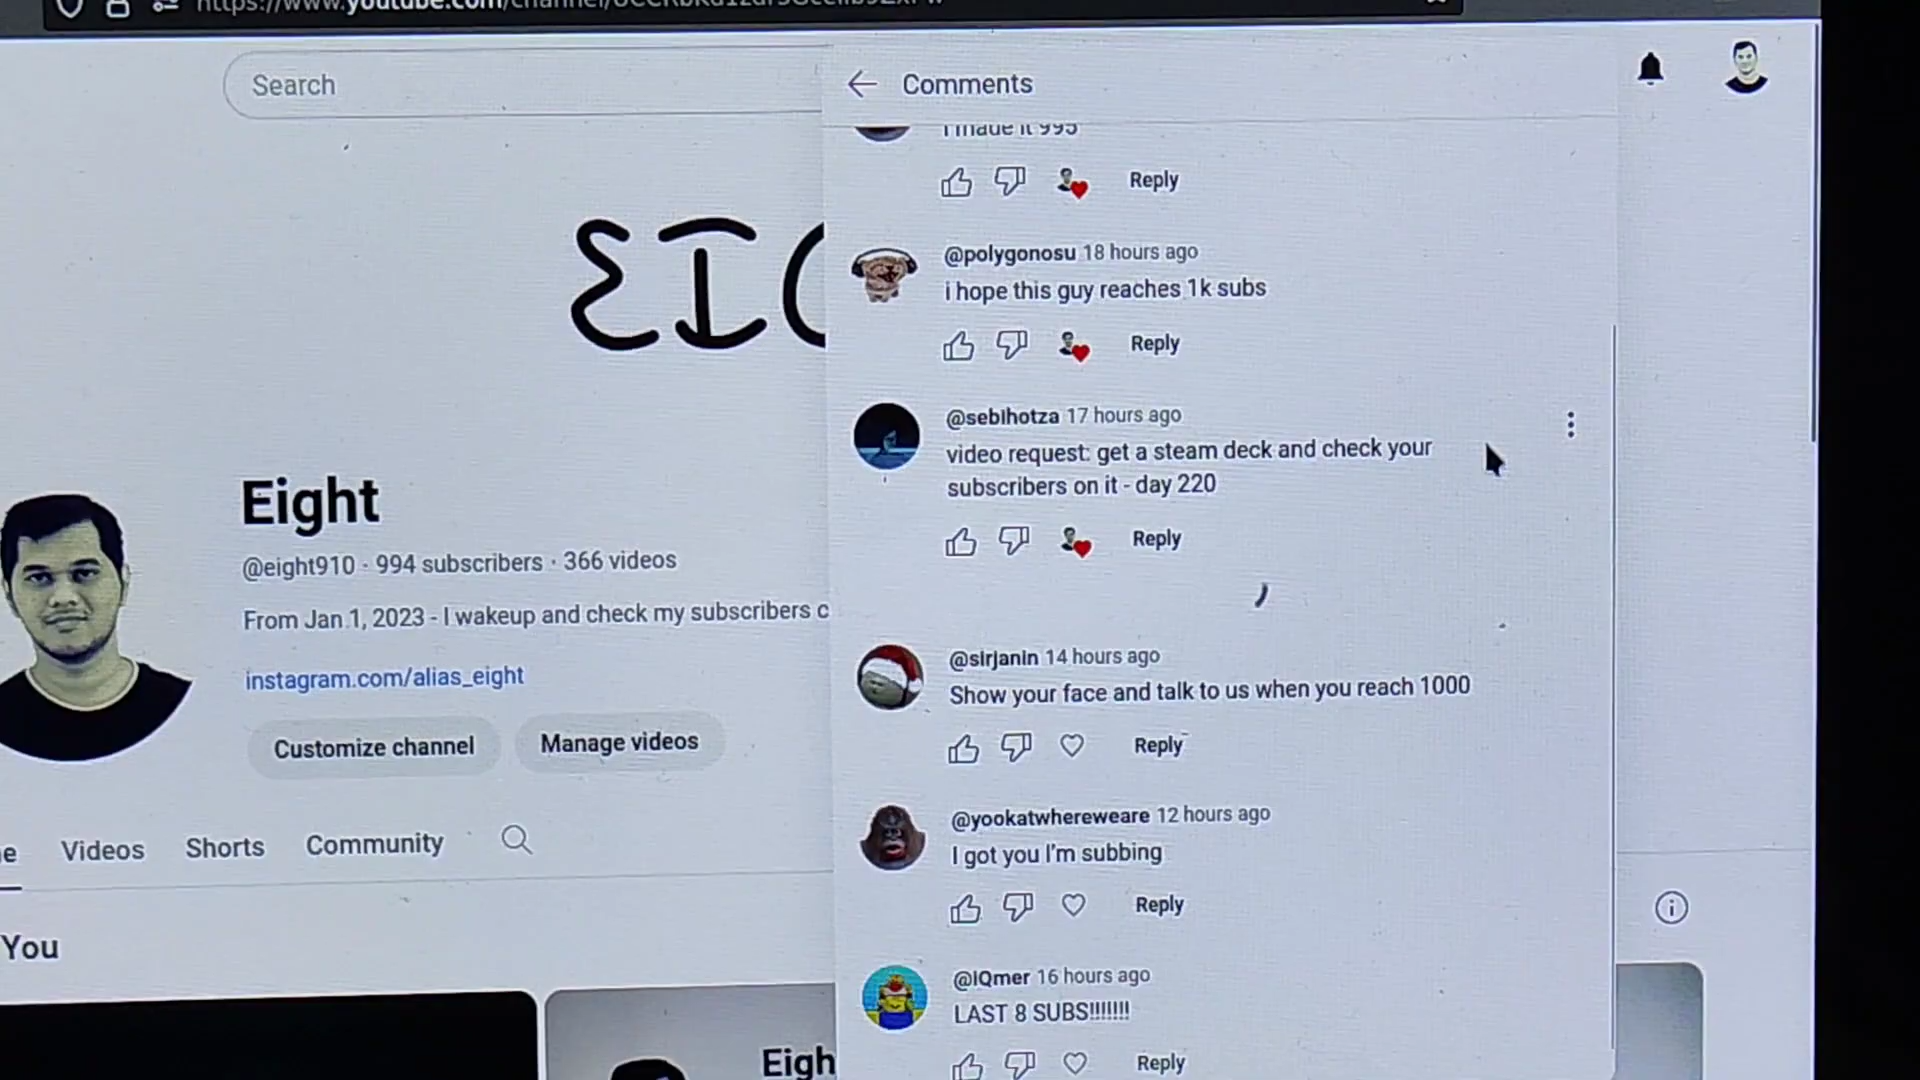 Search
Comments
I made it 995
Reply
@polygonosu 18 hours ago
i hope this guy reaches 1k subs
Reply
@sebihotza 17 hours ago
video request: get a steam deck and check your
subscribers on it - day 220
Reply
@sirjanin 14 hours ago
Show your face and talk to us when you reach 1000
Reply
@yookatwhereweare 12 hours ago
I got you I'm subbing
Reply
@IQmer 16 hours ago
LAST 8 SUBS!!!!!!!
Reply
Eight
@eight910 · 994 subscribers · 366 videos
From Jan 1, 2023 - I wakeup and check my subscribers c
instagram.com/alias_eight
Customize channel
Manage videos
Videos
Shorts
Community
You
Eigh